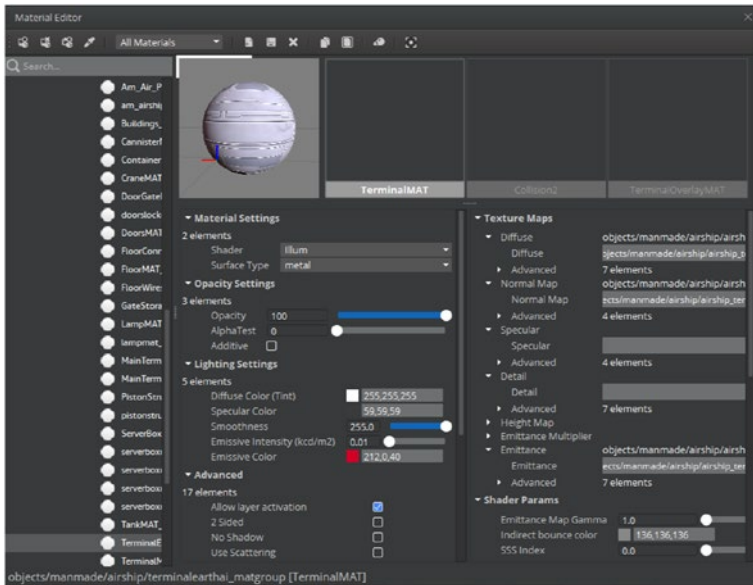 Material Editor
All Materials
Search...
Am_Air_P
am_airshi
Buildings_
Cannister
Container
CraneMAT
DoorGate
doorslock
DoorsMAT
FloorConr
FloorMAT_
FloorWire
GateStora
LampMAT
lampmat_
MainTerm
MainTerm
PistonStr
pistonstru
ServerBox
serverbox
serverbox
serverbox
TankMAT_
TerminalE
TerminalM
TerminalMAT
Collision2
TerminalOverlayMAT
Material Settings
2 elements
Shader Illum
Surface Type metal
Opacity Settings
3 elements
Opacity 100
AlphaTest 0
Additive
Lighting Settings
5 elements
Diffuse Color (Tint) 255,255,255
Specular Color 59,59,59
Smoothness 255.0
Emissive Intensity (kcd/m2) 0.01
Emissive Color 212,0,40
Advanced
17 elements
Allow layer activation
2 Sided
No Shadow
Use Scattering
Texture Maps
Diffuse objects/manmade/airship/airsh
Diffuse ojects/manmade/airship/airship_t
Advanced 7 elements
Normal Map objects/manmade/airship/airsh
Normal Map ects/manmade/airship/airship_ter
Advanced 4 elements
Specular
Specular
Advanced 4 elements
Detail
Detail
Advanced 7 elements
Height Map
Emittance Multiplier
Emittance objects/manmade/airship/airsh
Emittance ects/manmade/airship/airship_ter
Advanced 7 elements
Shader Params
Emittance Map Gamma 1.0
Indirect bounce color 136,136,136
SSS Index 0.0
objects/manmade/airship/terminalearthai_matgroup [TerminalMAT]